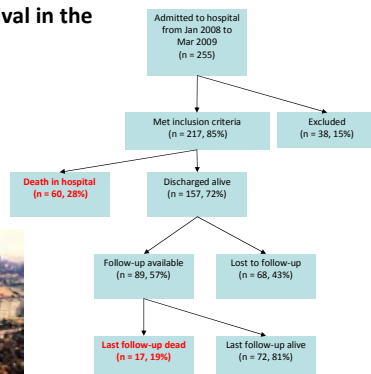 ival in the
Admitted to hospital
from Jan 2008 to
Mar 2009
(n = 255)
Met inclusion criteria
(n = 217, 85%)
Excluded
(n = 38, 15%)
Death in hospital
(n = 60, 28%)
Discharged alive
(n = 157, 72%)
Follow-up available
(n = 89, 57%)
Lost to follow-up
(n = 68, 43%)
Last follow-up dead
(n = 17, 19%)
Last follow-up alive
(n = 72, 81%)